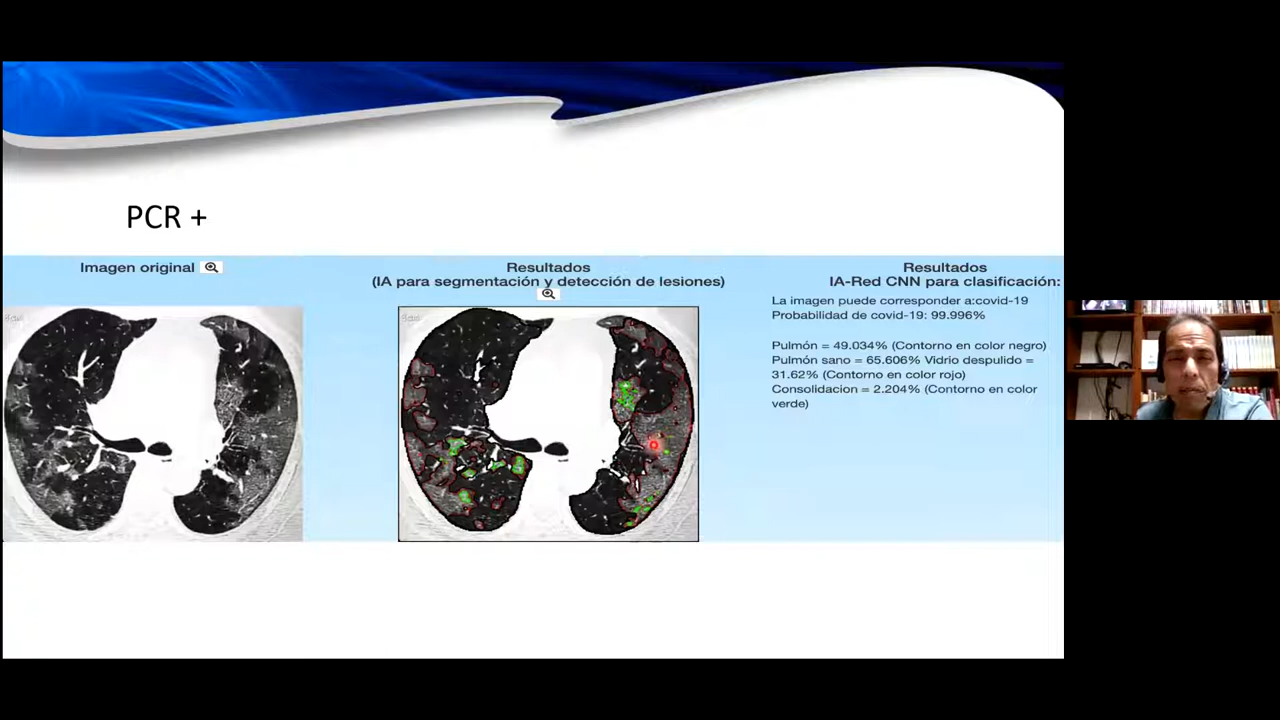 PCR +
Imagen original
Resultados
(IA para segmentación y detección de lesiones)
Resultados
IA-Red CNN para clasificación:
La imagen puede corresponder a:covid-19
Probabilidad de covid-19: 99.996%
Pulmón = 49.034% (Contorno en color negro)
Pulmón sano = 65.606% Vidrio despulido =
31.62% (Contorno en color rojo)
Consolidacion = 2.204% (Contorno en color
verde)